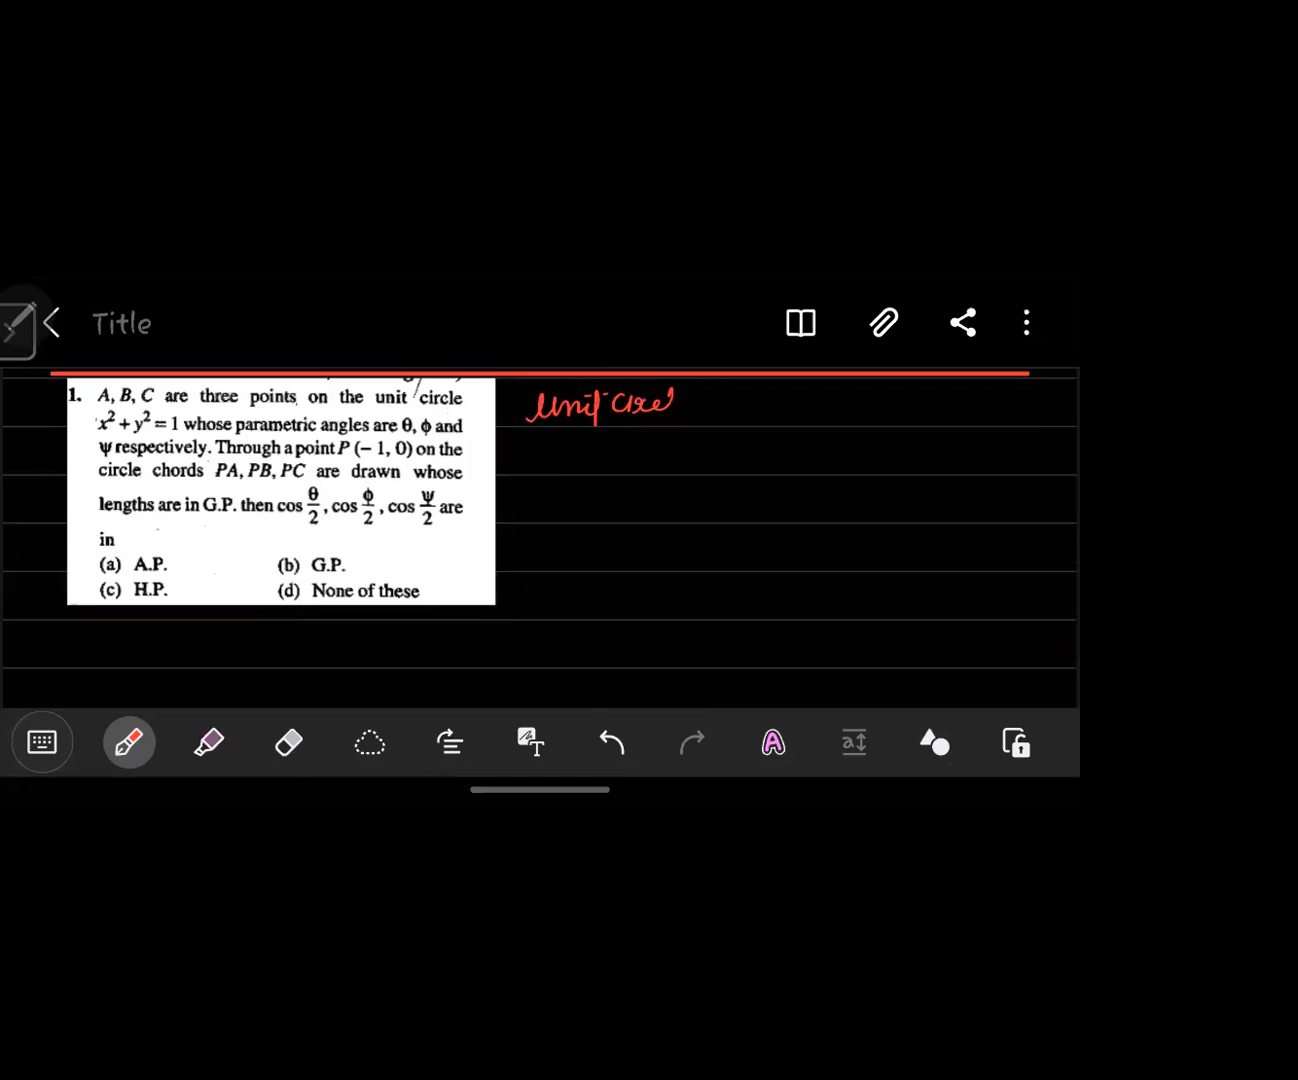 Title
1. A, B, C are three points on the unit circle
x² + y² = 1 whose parametric angles are θ, ϕ and
ψ respectively. Through a point P (– 1, 0) on the
circle chords PA, PB, PC are drawn whose
lengths are in G.P. then cos θ/2, cos ϕ/2, cos ψ/2 are
in
(a) A.P. (b) G.P.
(c) H.P. (d) None of these
unit